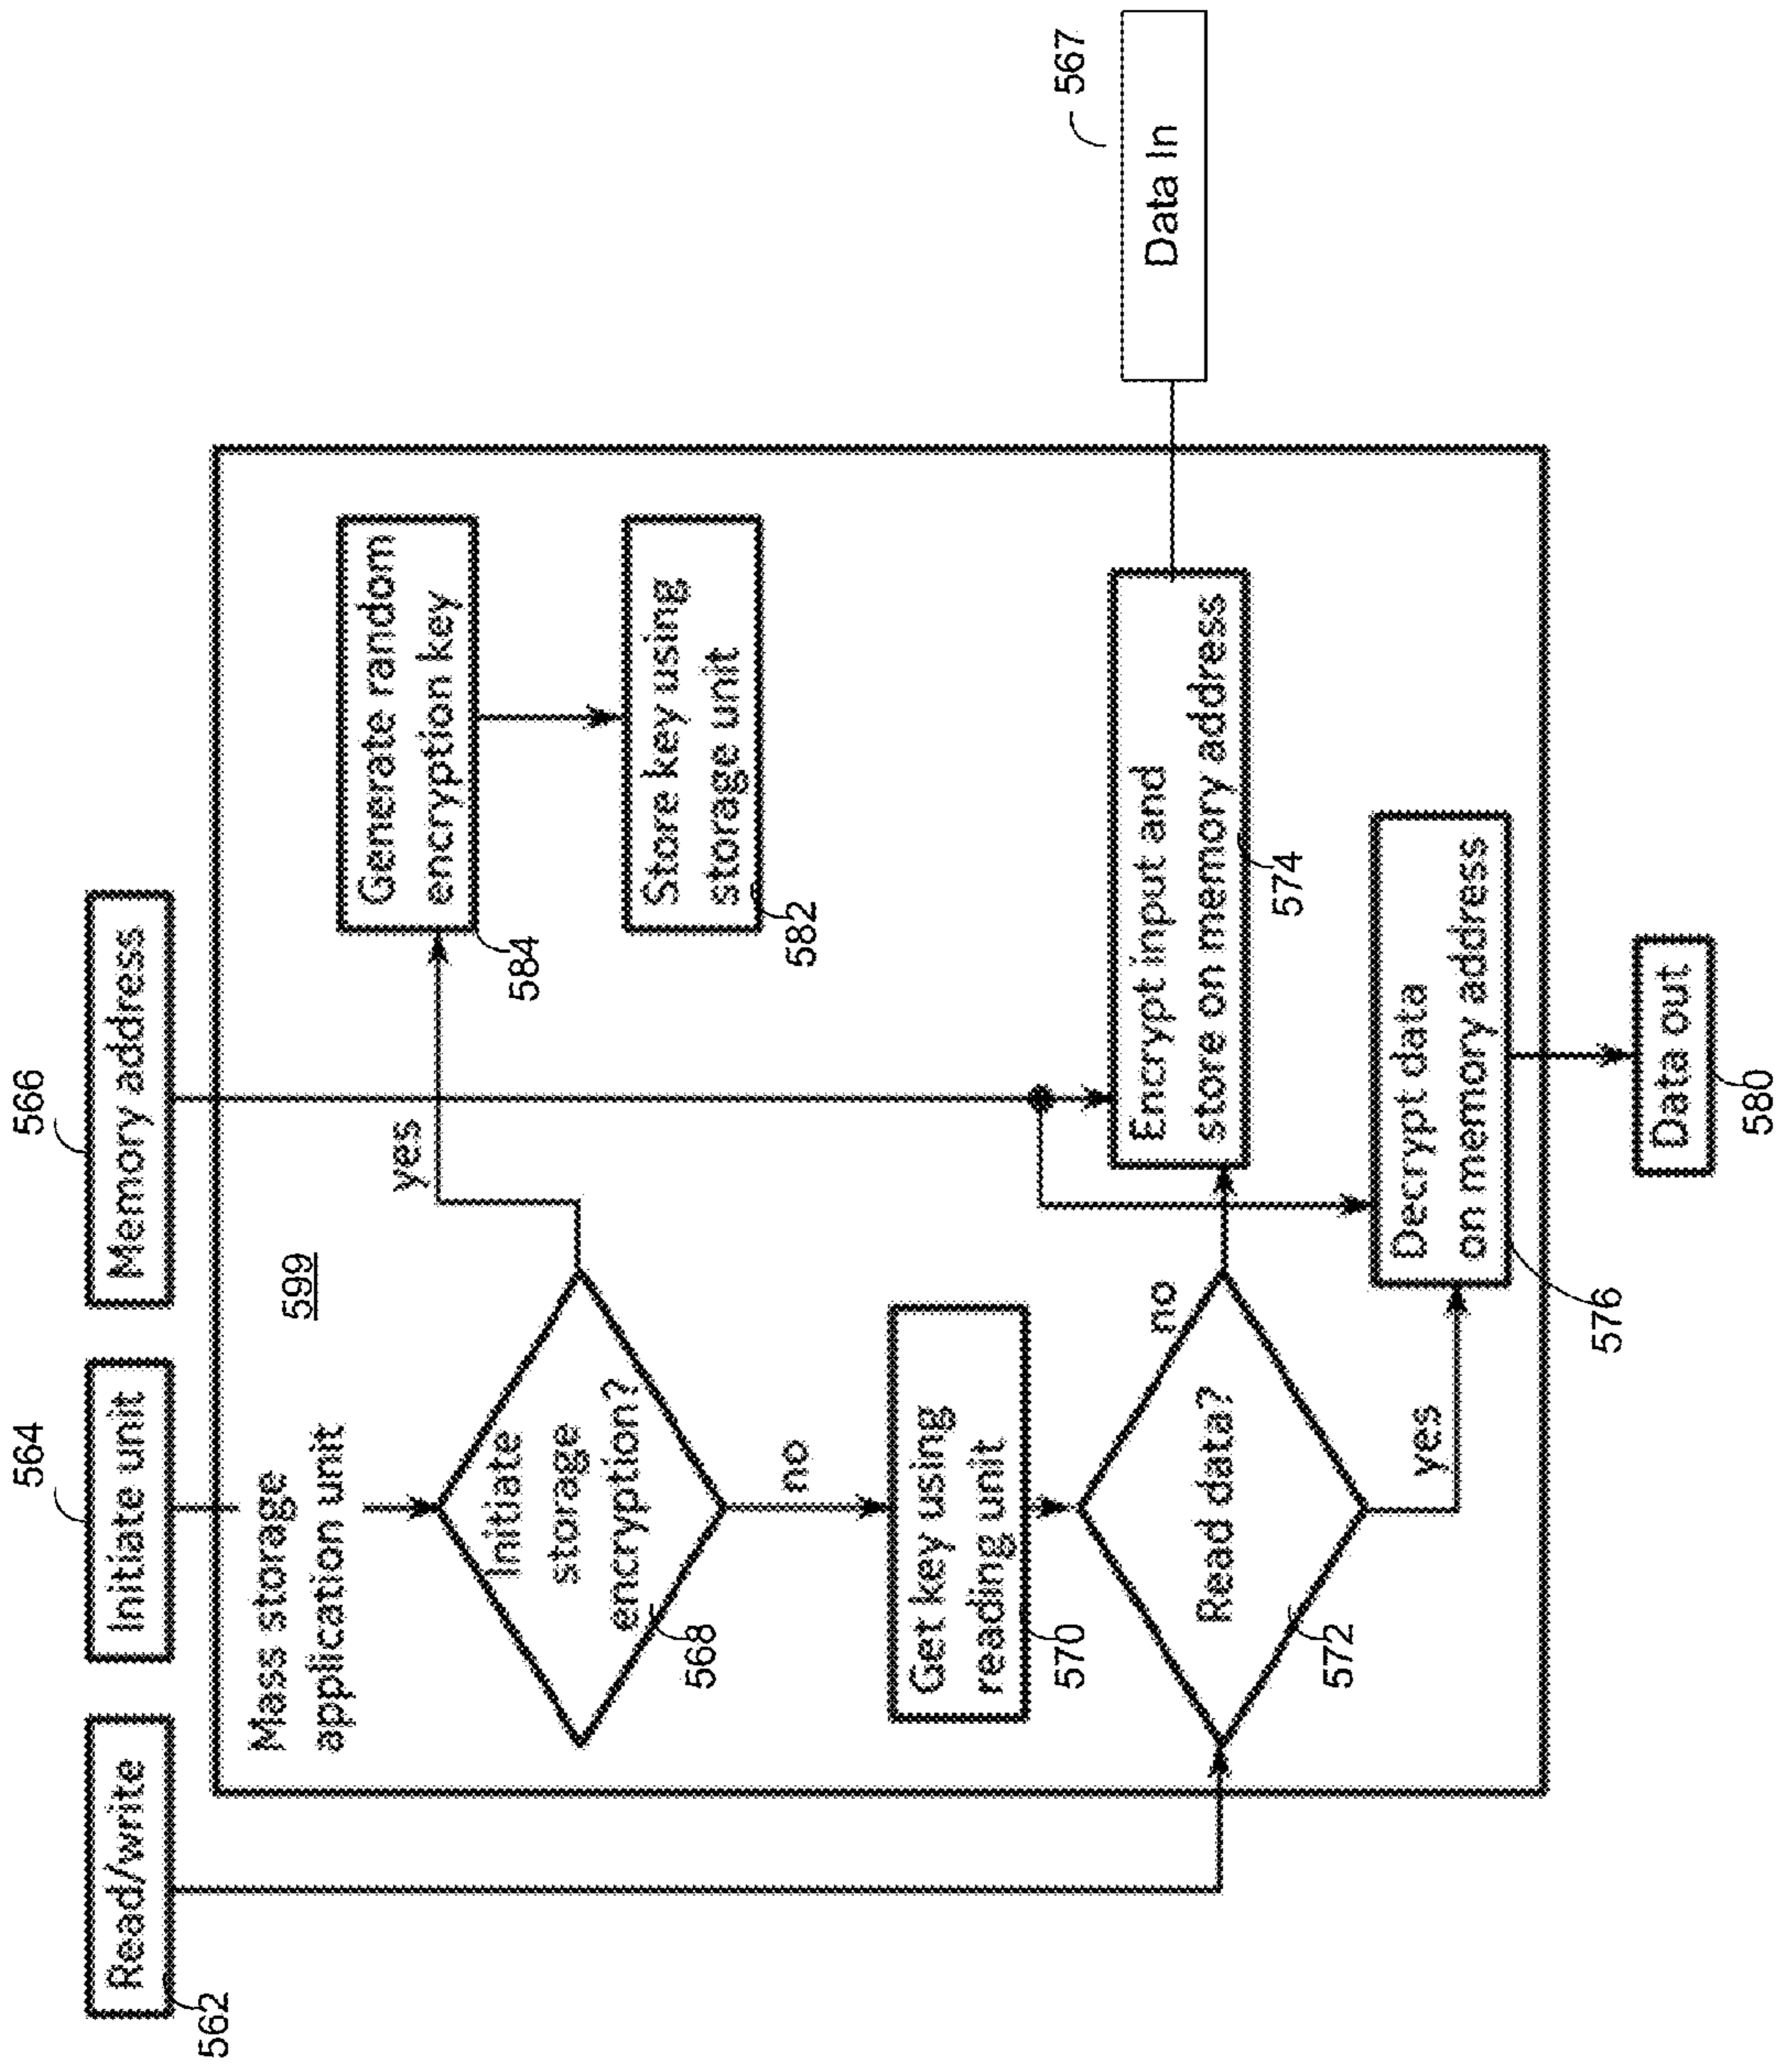 562
Read/write
564
Initiate unit
566
Memory address
Mass storage
application unit
599
Initiate
storage
encryption?
568
yes
Generate random
encryption key
584
Store key using
storage unit
582
no
Get key using
reading unit
570
Read data?
572
no
Encrypt input and
store on memory address
574
Data In
567
yes
Decrypt data
on memory address
576
Data out
580